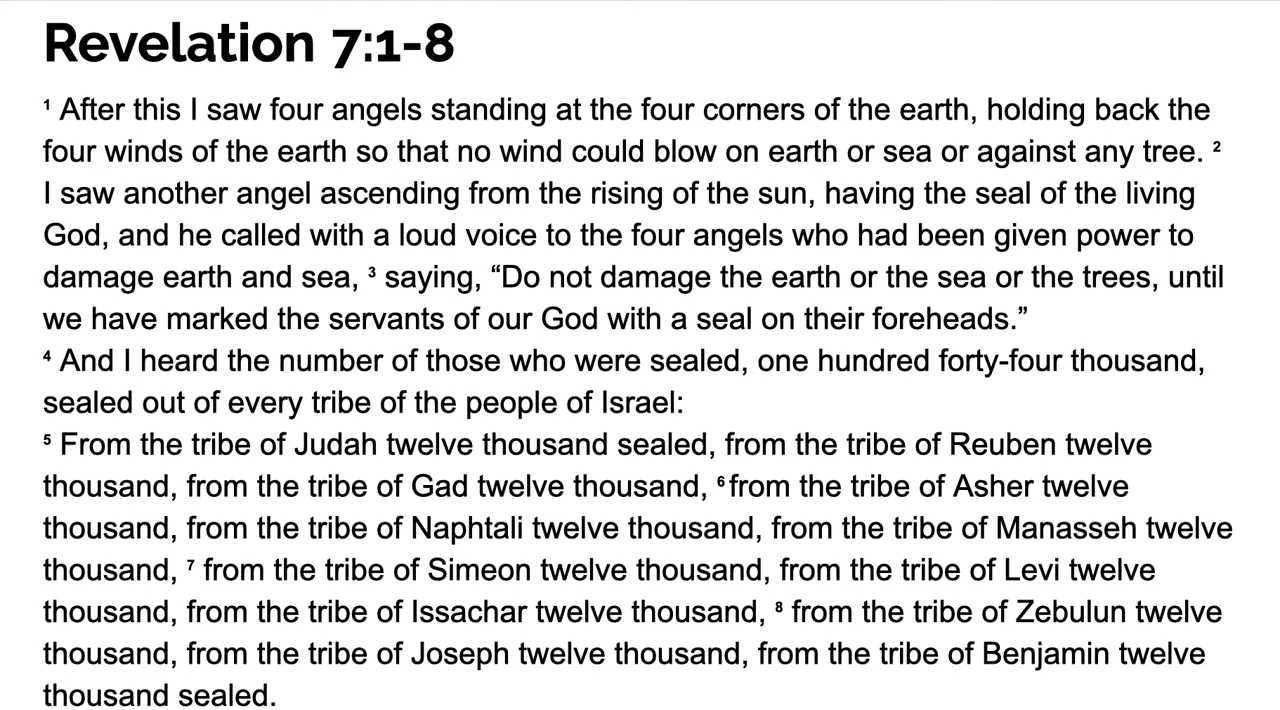 Revelation 7:1-8
¹ After this I saw four angels standing at the four corners of the earth, holding back the
four winds of the earth so that no wind could blow on earth or sea or against any tree. ²
I saw another angel ascending from the rising of the sun, having the seal of the living
God, and he called with a loud voice to the four angels who had been given power to
damage earth and sea, ³ saying, “Do not damage the earth or the sea or the trees, until
we have marked the servants of our God with a seal on their foreheads.”
⁴ And I heard the number of those who were sealed, one hundred forty-four thousand,
sealed out of every tribe of the people of Israel:
⁵ From the tribe of Judah twelve thousand sealed, from the tribe of Reuben twelve
thousand, from the tribe of Gad twelve thousand, ⁶ from the tribe of Asher twelve
thousand, from the tribe of Naphtali twelve thousand, from the tribe of Manasseh twelve
thousand, ⁷ from the tribe of Simeon twelve thousand, from the tribe of Levi twelve
thousand, from the tribe of Issachar twelve thousand, ⁸ from the tribe of Zebulun twelve
thousand, from the tribe of Joseph twelve thousand, from the tribe of Benjamin twelve
thousand sealed.